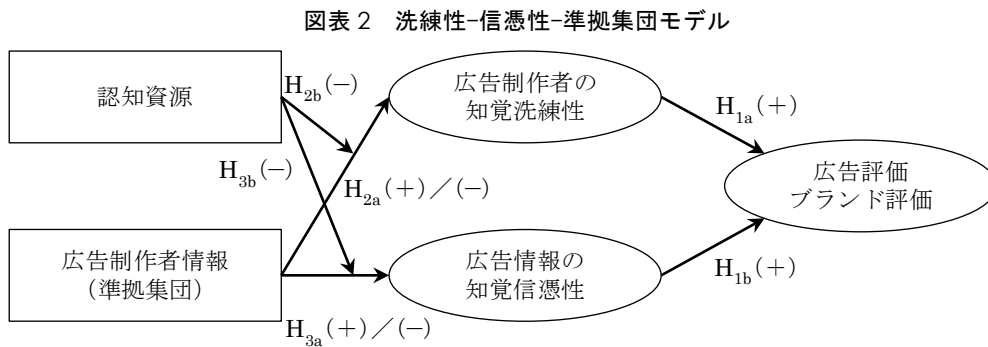 図表2 洗練性−信憑性−準拠集団モデル
認知資源
H2b(−)
広告制作者の
知覚洗練性
H1a(+)
H3b(−)
H2a(+)/(−)
広告評価
ブランド評価
広告制作者情報
(準拠集団)
広告情報の
知覚信憑性
H1b(+)
H3a(+)/(−)